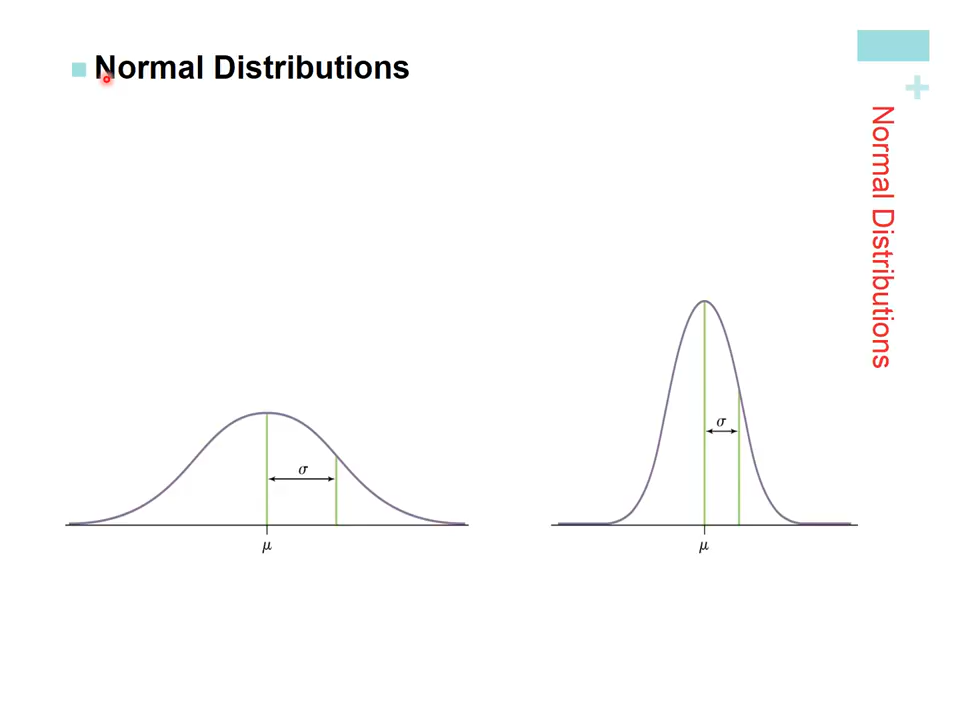 Normal Distributions
+
Normal Distributions
σ
μ
σ
μ